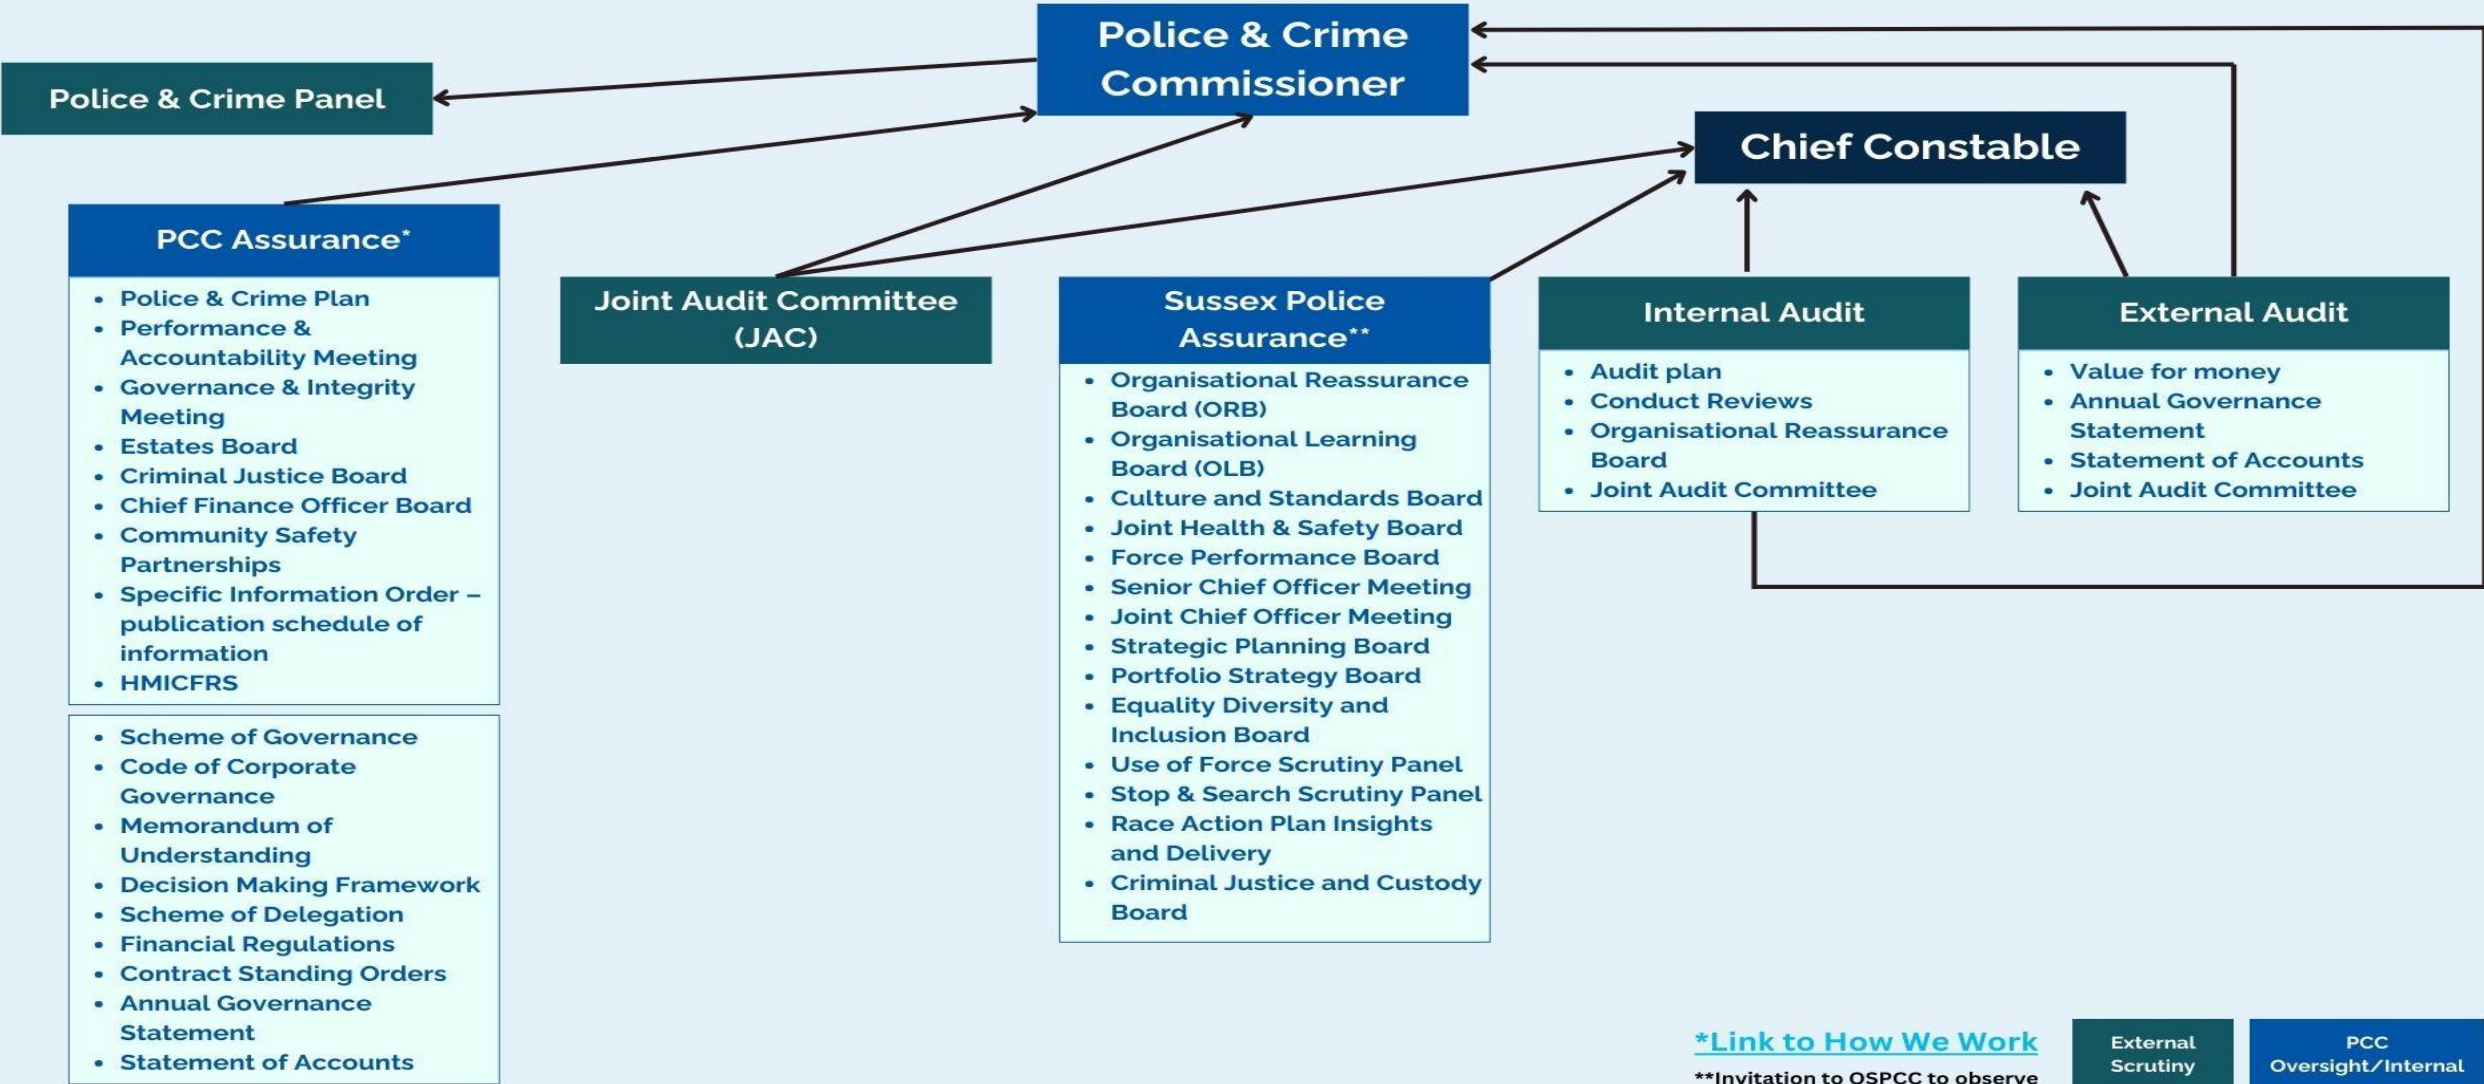 Police & Crime
Commissioner
Police & Crime Panel
Chief Constable
PCC Assurance*
• Police & Crime Plan
• Performance &
Accountability Meeting
• Governance & Integrity
Meeting
• Estates Board
• Criminal Justice Board
• Chief Finance Officer Board
• Community Safety
Partnerships
• Specific Information Order –
publication schedule of
information
• HMICFRS
• Scheme of Governance
• Code of Corporate
Governance
• Memorandum of
Understanding
• Decision Making Framework
• Scheme of Delegation
• Financial Regulations
• Contract Standing Orders
• Annual Governance
Statement
• Statement of Accounts
Joint Audit Committee
(JAC)
Sussex Police
Assurance**
• Organisational Reassurance
Board (ORB)
• Organisational Learning
Board (OLB)
• Culture and Standards Board
• Joint Health & Safety Board
• Force Performance Board
• Senior Chief Officer Meeting
• Joint Chief Officer Meeting
• Strategic Planning Board
• Portfolio Strategy Board
• Equality Diversity and
Inclusion Board
• Use of Force Scrutiny Panel
• Stop & Search Scrutiny Panel
• Race Action Plan Insights
and Delivery
• Criminal Justice and Custody
Board
Internal Audit
• Audit plan
• Conduct Reviews
• Organisational Reassurance
Board
• Joint Audit Committee
External Audit
• Value for money
• Annual Governance
Statement
• Statement of Accounts
• Joint Audit Committee
*Link to How We Work
**Invitation to OSPCC to observe
External
Scrutiny
PCC
Oversight/Internal